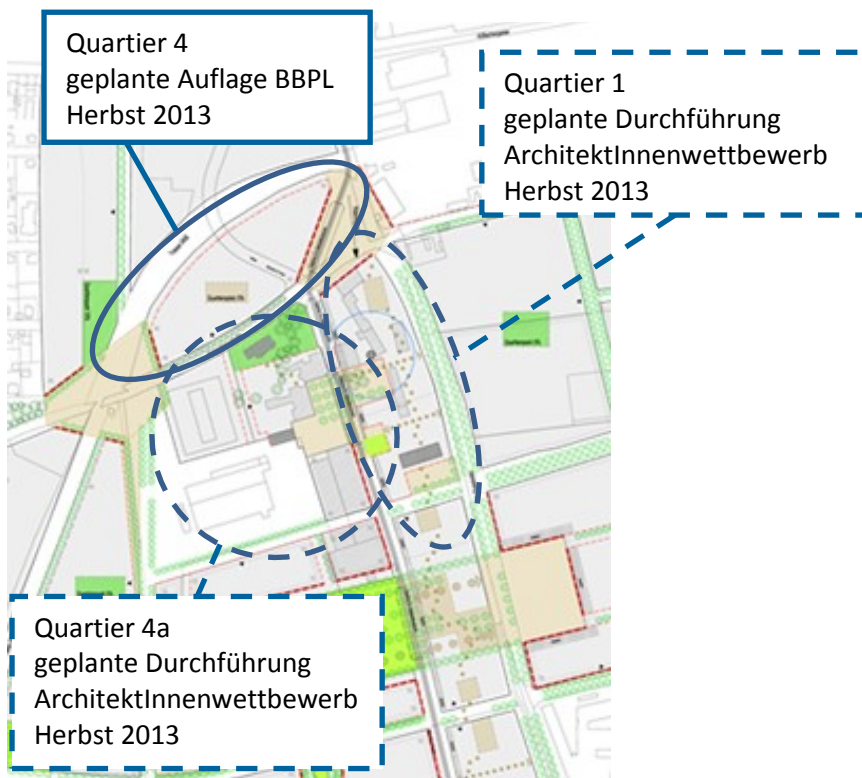 Quartier 4
geplante Auflage BBPL
Herbst 2013
Quartier 1
geplante Durchführung
ArchitektInnenwettbewerb
Herbst 2013
Quartier 4a
geplante Durchführung
ArchitektInnenwettbewerb
Herbst 2013